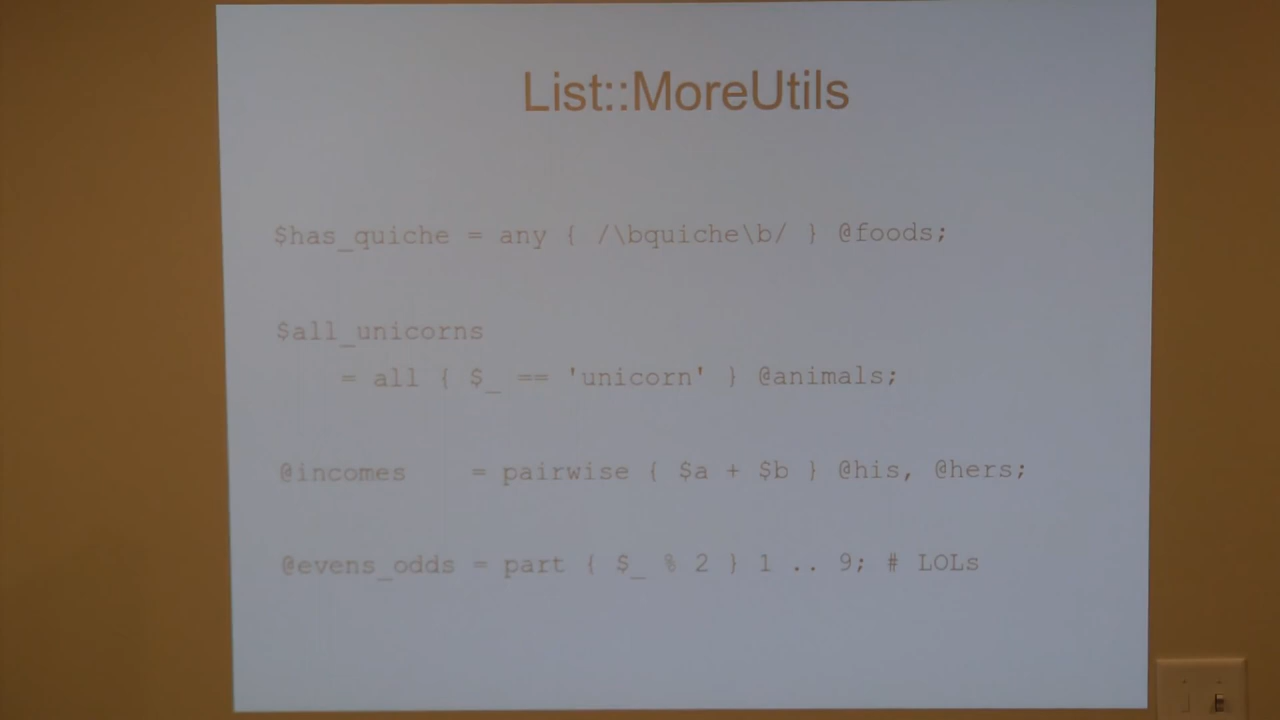 List::MoreUtils
$has_quiche = any { /\bquiche\b/ } @foods;
$all_unicorns
= all { $_ == 'unicorn' } @animals;
@incomes = pairwise { $a + $b } @his, @hers;
@evens_odds = part { $_ % 2 } 1 .. 9; # LOLs